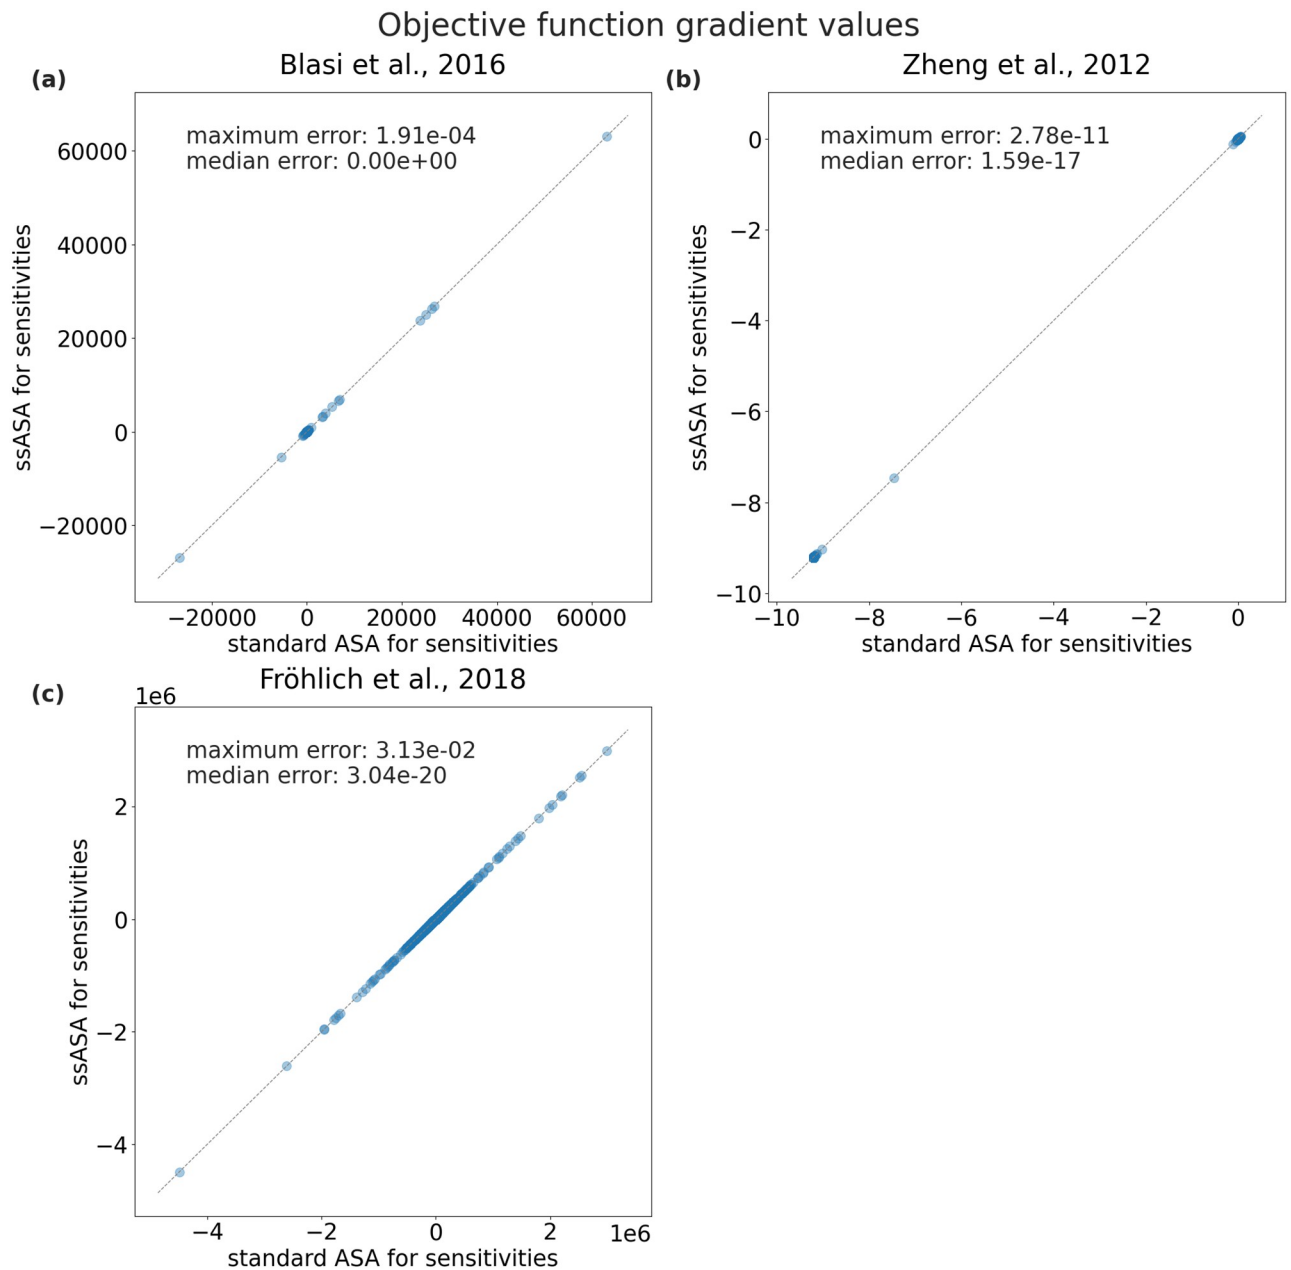 Objective function gradient values
(a)
Blasi et al., 2016
maximum error: 1.91e-04
median error: 0.00e+00
60000
40000
20000
0
−20000
ssASA for sensitivities
−20000 0 20000 40000 60000
standard ASA for sensitivities
(b)
Zheng et al., 2012
maximum error: 2.78e-11
median error: 1.59e-17
0
−2
−4
−6
−8
−10
ssASA for sensitivities
−10 −8 −6 −4 −2 0
standard ASA for sensitivities
(c)
Fröhlich et al., 2018
1e6
maximum error: 3.13e-02
median error: 3.04e-20
2
0
−2
−4
ssASA for sensitivities
−4 −2 0 2 1e6
standard ASA for sensitivities